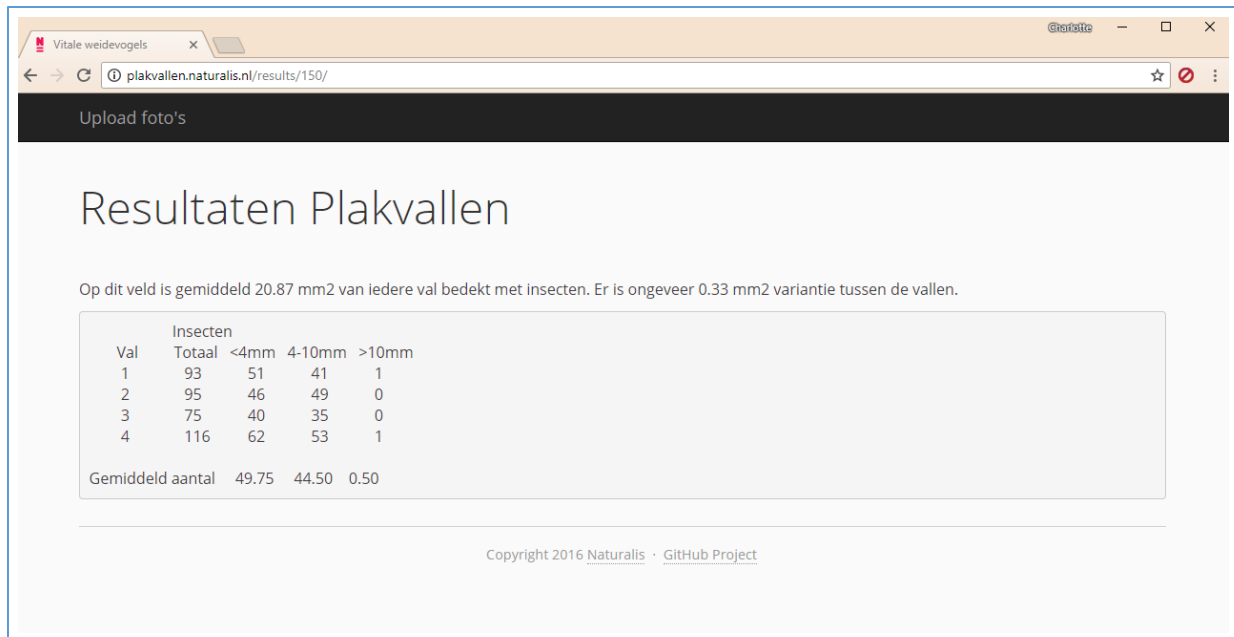 Charlotte
Vitale weidevogels
plakvallen.naturalis.nl/results/150/
Upload foto's
Resultaten Plakvallen
Op dit veld is gemiddeld 20.87 mm2 van iedere val bedekt met insecten. Er is ongeveer 0.33 mm2 variantie tussen de vallen.
Insecten
Val Totaal <4mm 4-10mm >10mm
1 93 51 41 1
2 95 46 49 0
3 75 40 35 0
4 116 62 53 1
Gemiddeld aantal 49.75 44.50 0.50
Copyright 2016 Naturalis · GitHub Project